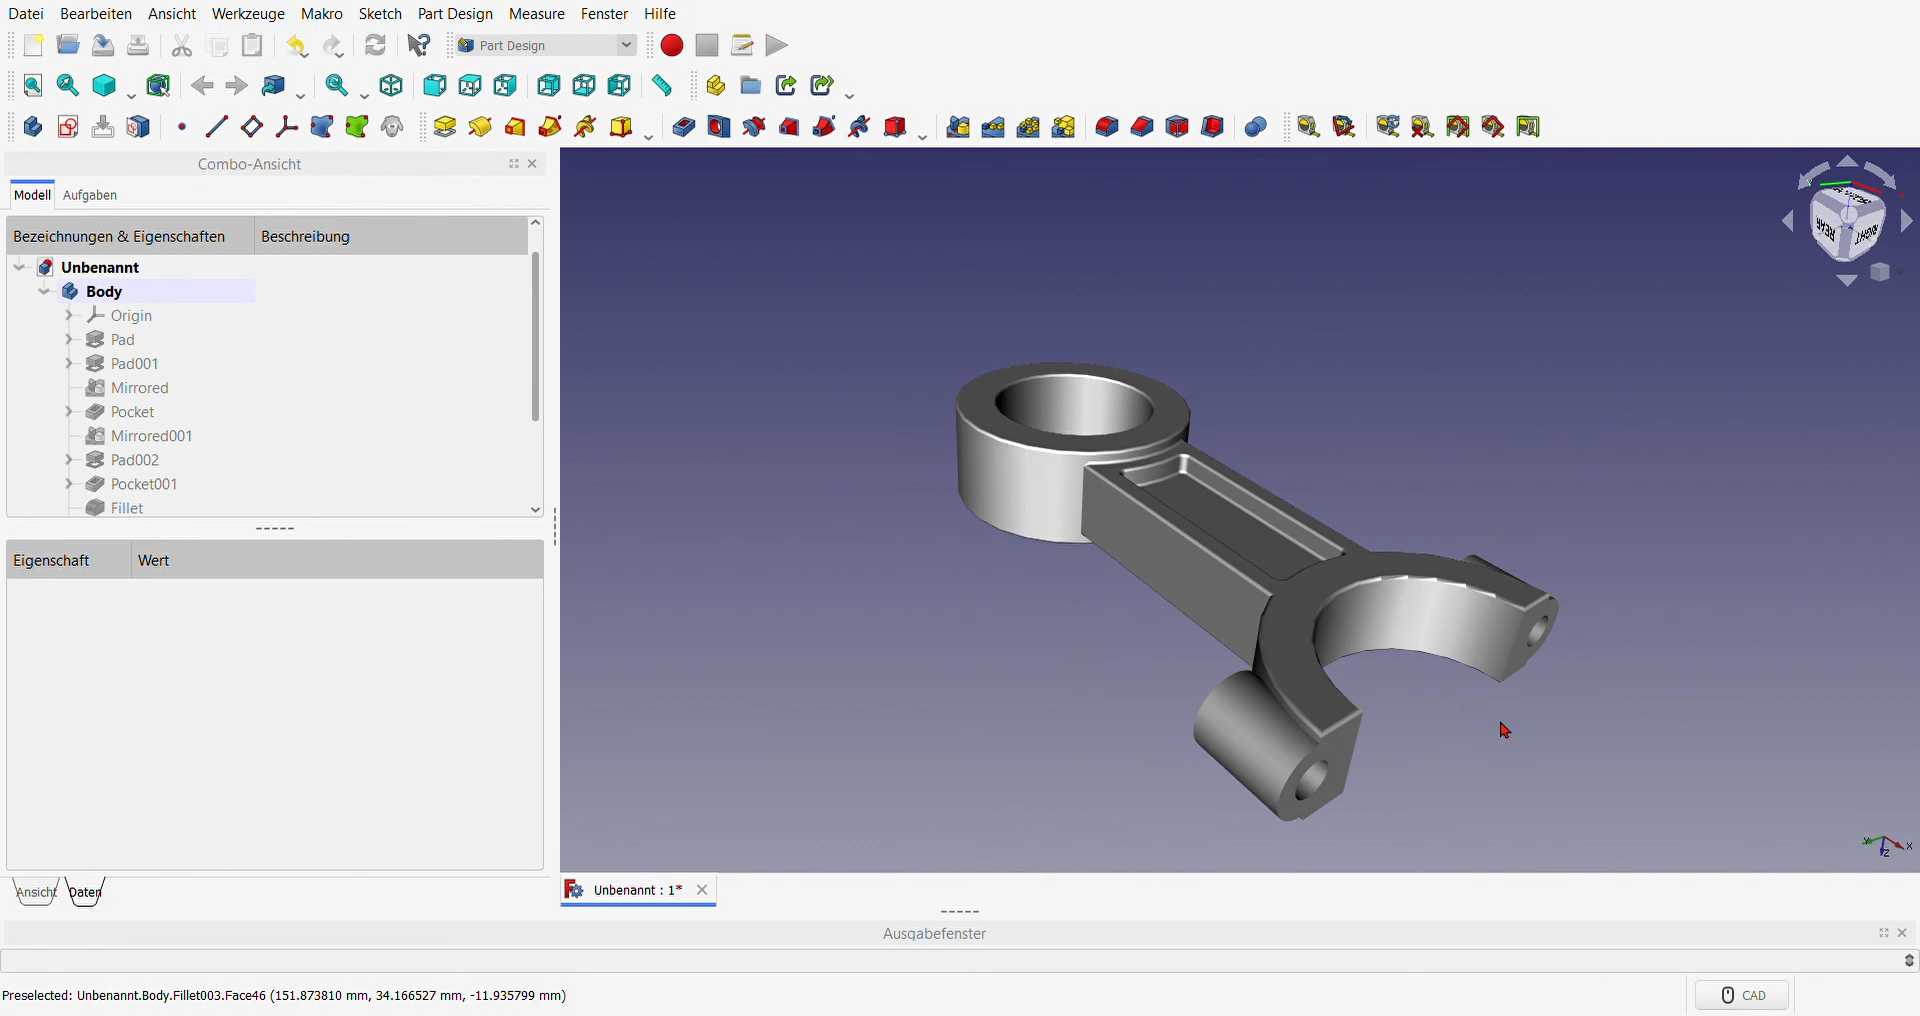 Datei Bearbeiten Ansicht Werkzeuge Makro Sketch Part Design Measure Fenster Hilfe
Part Design
Combo-Ansicht
Modell Aufgaben
Bezeichnungen & Eigenschaften Beschreibung
Unbenannt
Body
Origin
Pad
Pad001
Mirrored
Pocket
Mirrored001
Pad002
Pocket001
Fillet
Eigenschaft Wert
Ansicht Daten
REAR
RIGHT
Y X
Z
Unbenannt : 1*
Ausgabefenster
Preselected: Unbenannt.Body.Fillet003.Face46 (151.873810 mm, 34.166527 mm, -11.935799 mm)
CAD